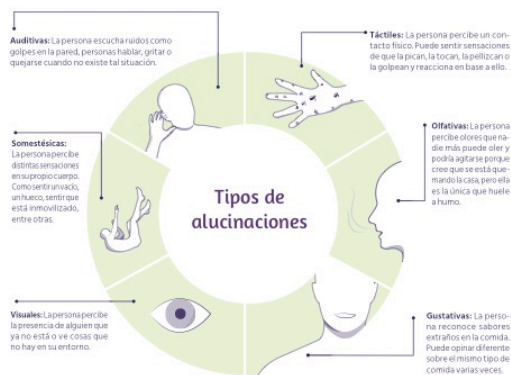 Auditivas: La persona escucha ruidos como
golpes en la pared, personas hablar, gritar o
quejarse cuando no existe tal situación.
Táctiles: La persona percibe un con-
tacto físico. Puede sentir sensaciones
de que la pican, la tocan, la pellizcan o
la golpean y reacciona en base a ello.
Somestésicas:
La persona percibe
distintas sensaciones
en su propio cuerpo.
Como sentir un vacío,
un hueco, sentir que
está inmovilizado,
entre otras.
Olfativas: La persona
percibe olores que na-
die más puede oler y
podría agitarse porque
cree que se está que-
mando la casa, pero ella
es la única que huele
a humo.
Tipos de
alucinaciones
Visuales: La persona percibe
la presencia de alguien que
ya no está o ve cosas que
no hay en su entorno.
Gustativas: La perso-
na reconoce sabores
extraños en la comida.
Puede opinar diferente
sobre el mismo tipo de
comida varias veces.